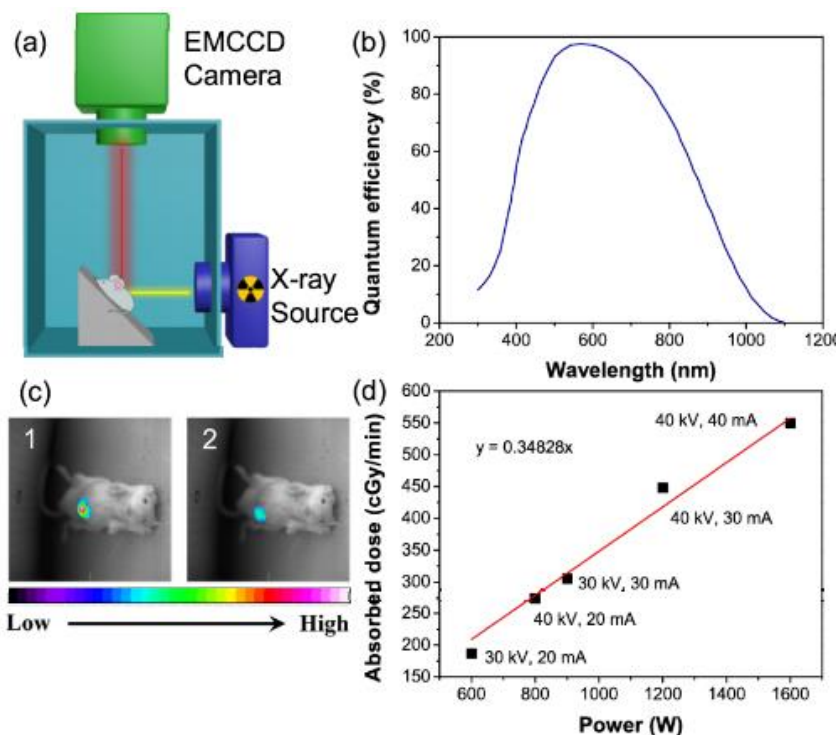 (a)
EMCCD
Camera
X-ray
Source
(b)
Quantum efficiency (%)
100
80
60
40
20
0
200 400 600 800 1000 1200
Wavelength (nm)
(c)
1
2
Low High
(d)
Absorbed dose (cGy/min)
550
500
450
400
350
300
250
200
150
y = 0.34828x
40 kV, 40 mA
40 kV, 30 mA
30 kV, 30 mA
40 kV, 20 mA
30 kV, 20 mA
600 800 1000 1200 1400 1600
Power (W)